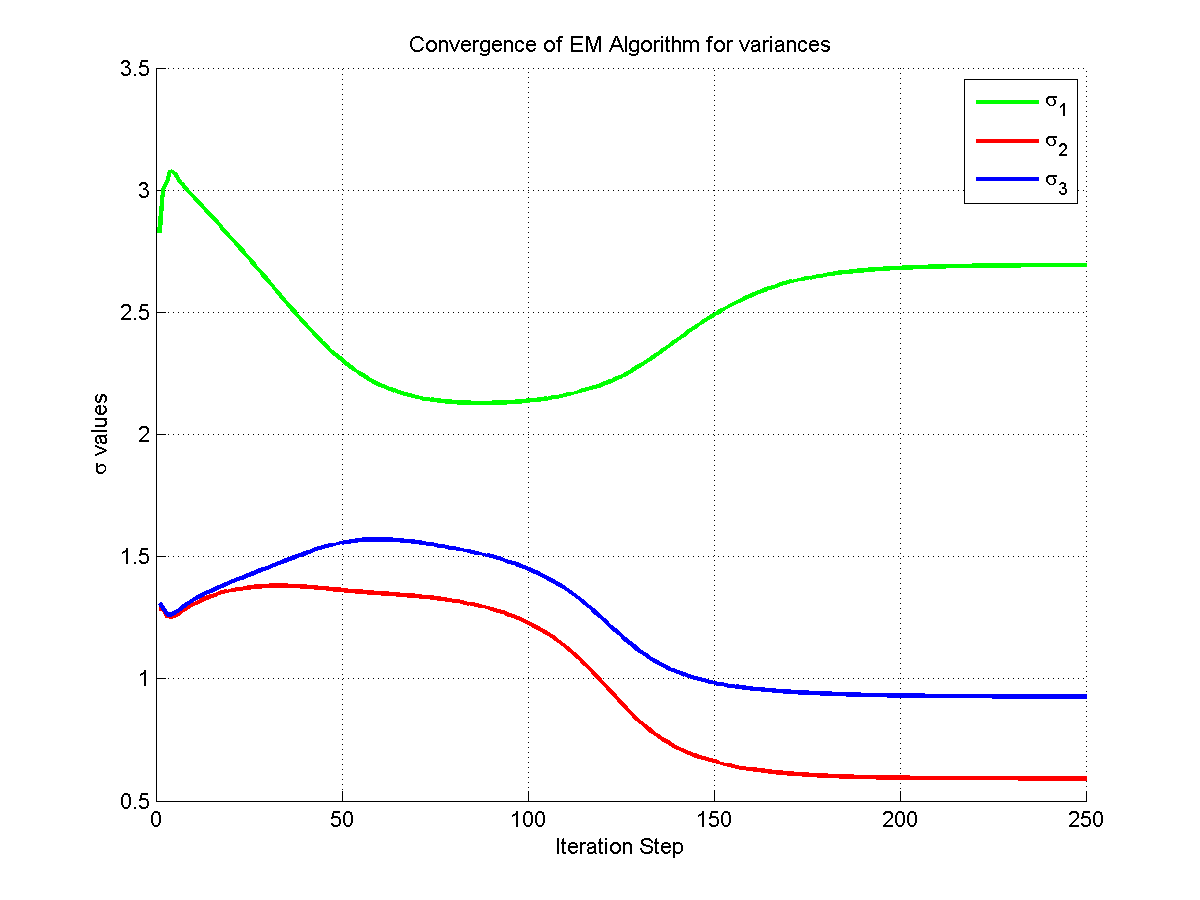 Convergence of EM Algorithm for variances
3.5
3
2.5
2
1.5
1
0.5
0 50 100 150 200 250
σ values
Iteration Step
σ1
σ2
σ3